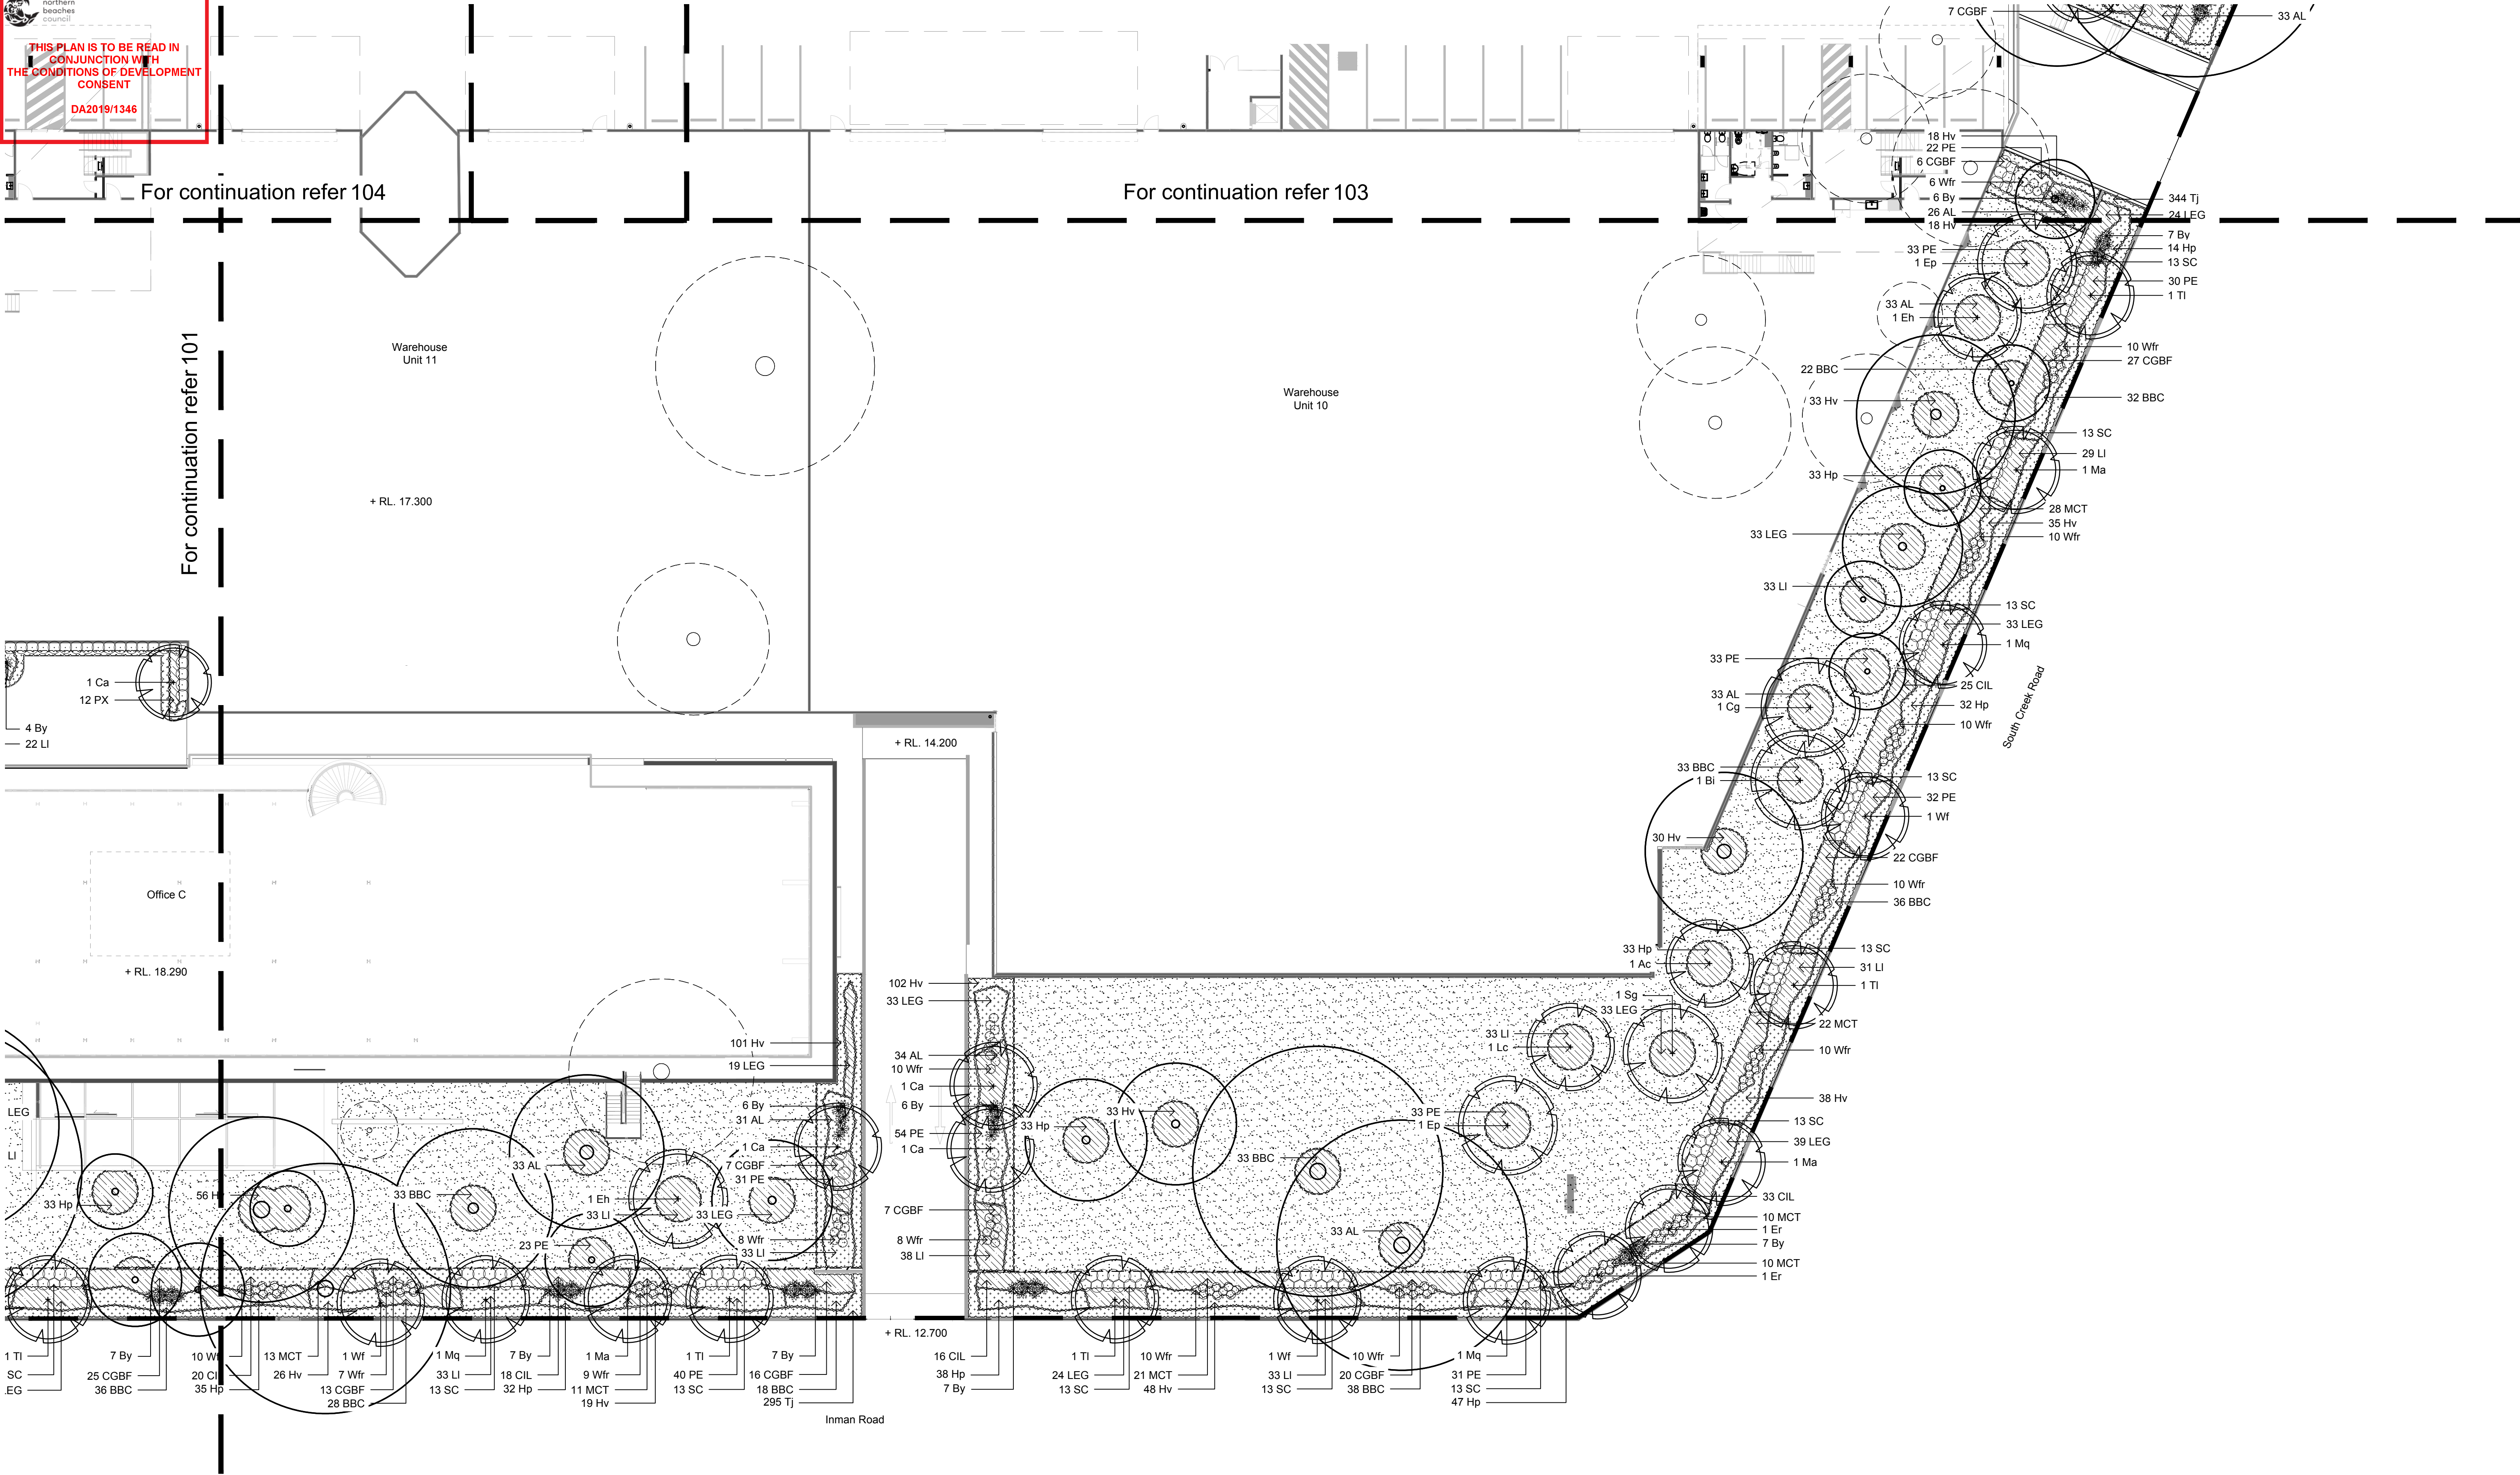 northern
beaches
council
THIS PLAN IS TO BE READ IN
CONJUNCTION WITH
THE CONDITIONS OF DEVELOPMENT
CONSENT
DA2019/1346
7 CGBF
33 AL
For continuation refer 104
For continuation refer 103
For continuation refer 101
18 Hv
22 PE
6 CGBF
6 Wfr
6 By
26 AL
18 Hv
33 PE
1 Ep
33 AL
1 Eh
22 BBC
33 Hv
33 Hp
33 LEG
33 LI
33 PE
33 AL
1 Cg
33 BBC
1 Bi
30 Hv
33 Hp
1 Ac
1 Sg
33 LEG
33 LI
1 Lc
33 PE
1 Ep
344 Tj
24 LEG
7 By
14 Hp
13 SC
30 PE
1 Tl
10 Wfr
27 CGBF
32 BBC
13 SC
29 LI
1 Ma
28 MCT
35 Hv
10 Wfr
13 SC
33 LEG
1 Mq
25 CIL
32 Hp
10 Wfr
South Creek Road
13 SC
32 PE
1 Wf
22 CGBF
10 Wfr
36 BBC
13 SC
31 LI
1 Tl
22 MCT
10 Wfr
38 Hv
13 SC
39 LEG
1 Ma
33 CIL
10 MCT
1 Er
7 By
10 MCT
1 Er
Warehouse
Unit 11
+ RL. 17.300
Warehouse
Unit 10
1 Ca
12 PX
4 By
22 LI
+ RL. 14.200
Office C
+ RL. 18.290
102 Hv
33 LEG
34 AL
10 Wfr
1 Ca
6 By
54 PE
1 Ca
7 CGBF
8 Wfr
38 LI
101 Hv
19 LEG
6 By
31 AL
1 Ca
7 CGBF
31 PE
8 Wfr
33 LI
33 Hp
33 Hv
33 BBC
33 AL
LEG
LI
33 Hp
33 BBC
33 AL
1 Eh
33 LI
33 LEG
23 PE
+ RL. 12.700
1 Tl
SC
7 By
25 CGBF
36 BBC
10 Wf
20 CI
35 Hp
13 MCT
26 Hv
1 Wf
7 Wfr
13 CGBF
28 BBC
1 Mq
33 LI
13 SC
7 By
18 CIL
32 Hp
1 Ma
9 Wfr
11 MCT
19 Hv
1 Tl
40 PE
13 SC
7 By
16 CGBF
18 BBC
295 Tj
16 CIL
38 Hp
7 By
1 Tl
24 LEG
13 SC
10 Wfr
21 MCT
48 Hv
1 Wf
33 LI
13 SC
10 Wfr
20 CGBF
38 BBC
1 Mq
31 PE
13 SC
47 Hp
Inman Road